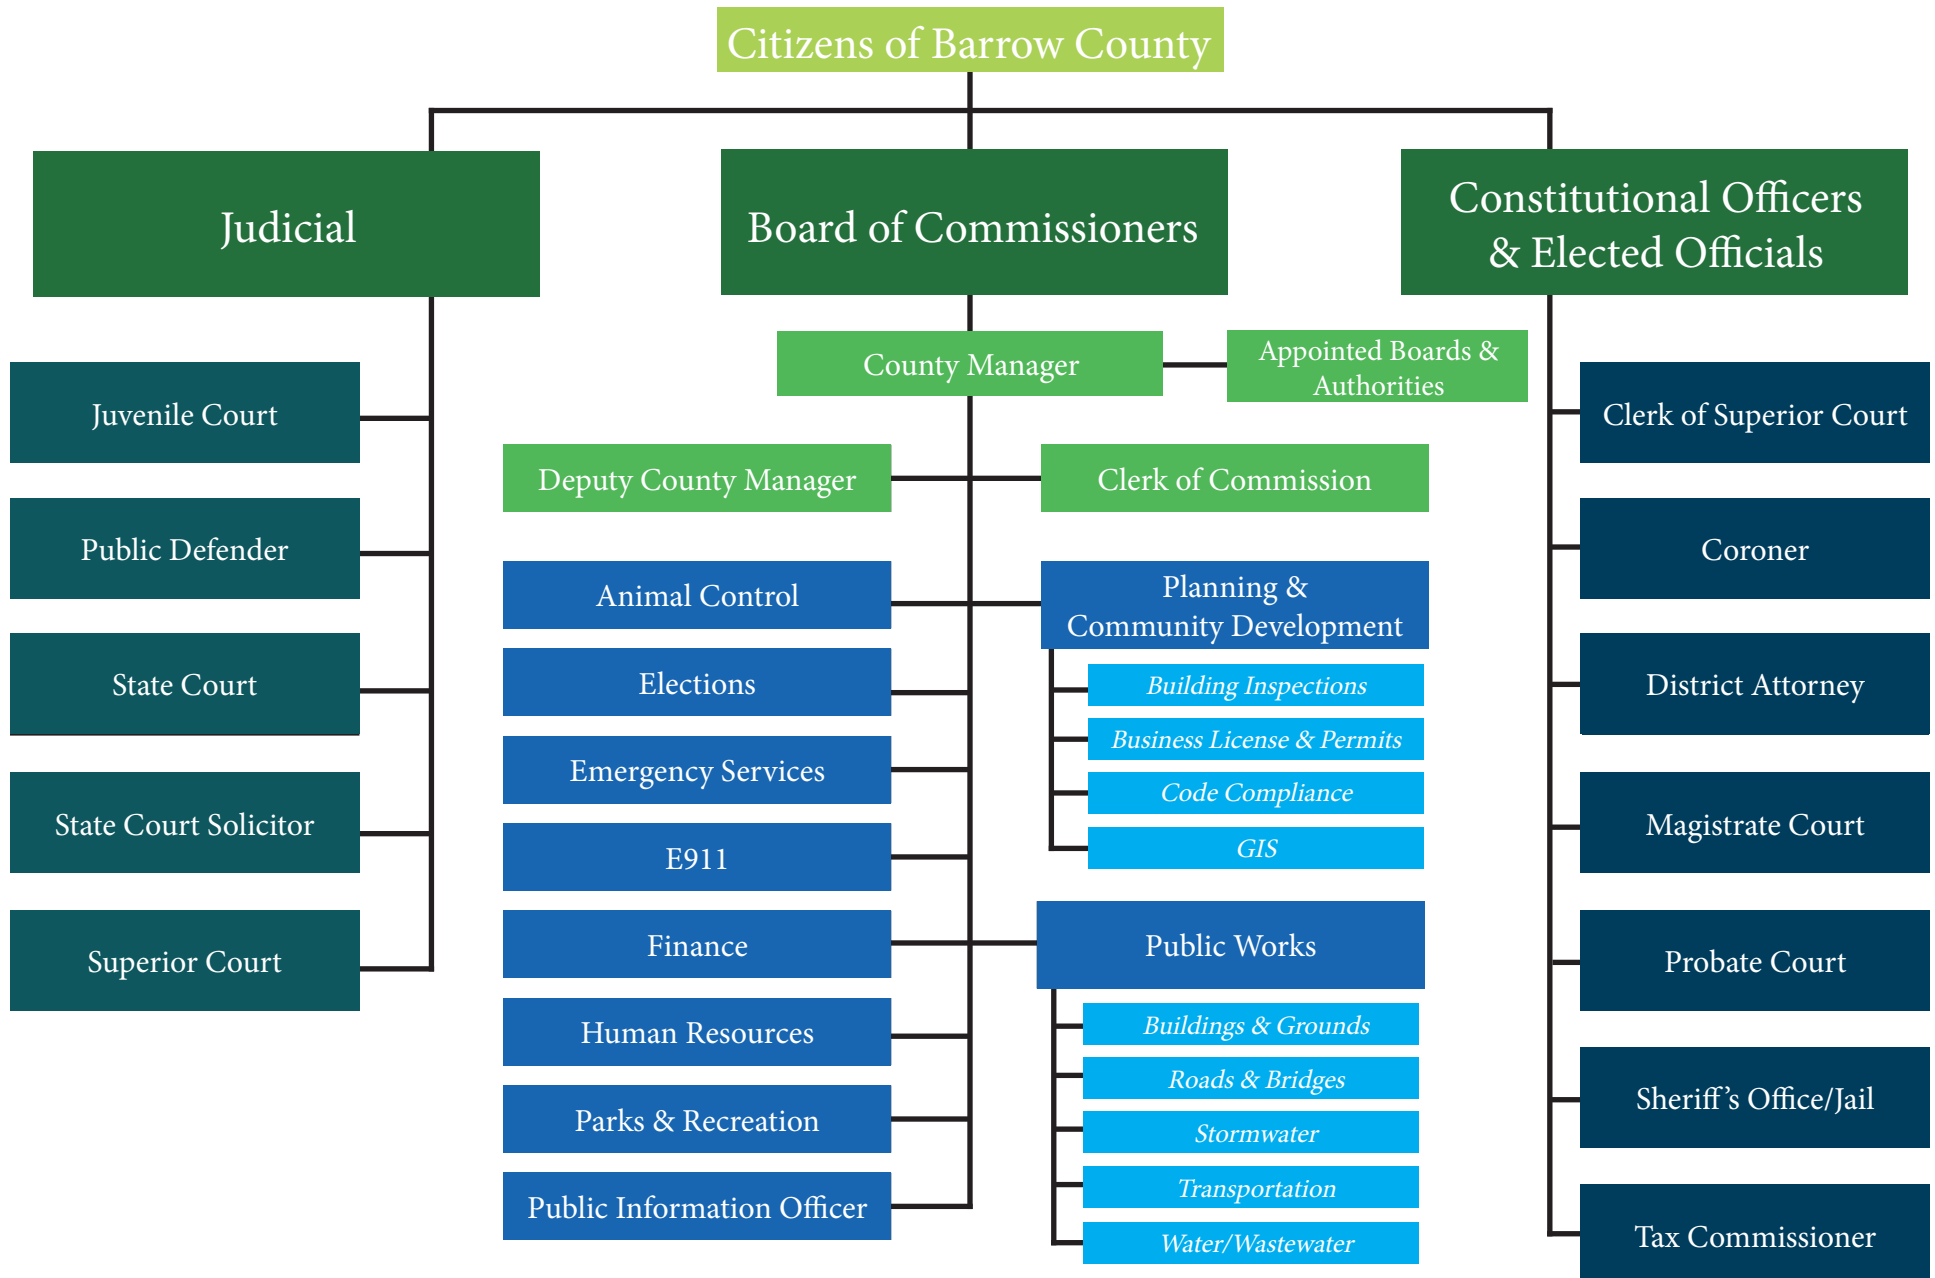 Citizens of Barrow County
Judicial
Board of Commissioners
Constitutional Officers
& Elected Officials
Juvenile Court
Public Defender
State Court
State Court Solicitor
Superior Court
County Manager
Appointed Boards &
Authorities
Deputy County Manager
Clerk of Commission
Animal Control
Elections
Emergency Services
E911
Finance
Human Resources
Parks & Recreation
Public Information Officer
Planning &
Community Development
Building Inspections
Business License & Permits
Code Compliance
GIS
Public Works
Buildings & Grounds
Roads & Bridges
Stormwater
Transportation
Water/Wastewater
Clerk of Superior Court
Coroner
District Attorney
Magistrate Court
Probate Court
Sheriff’s Office/Jail
Tax Commissioner